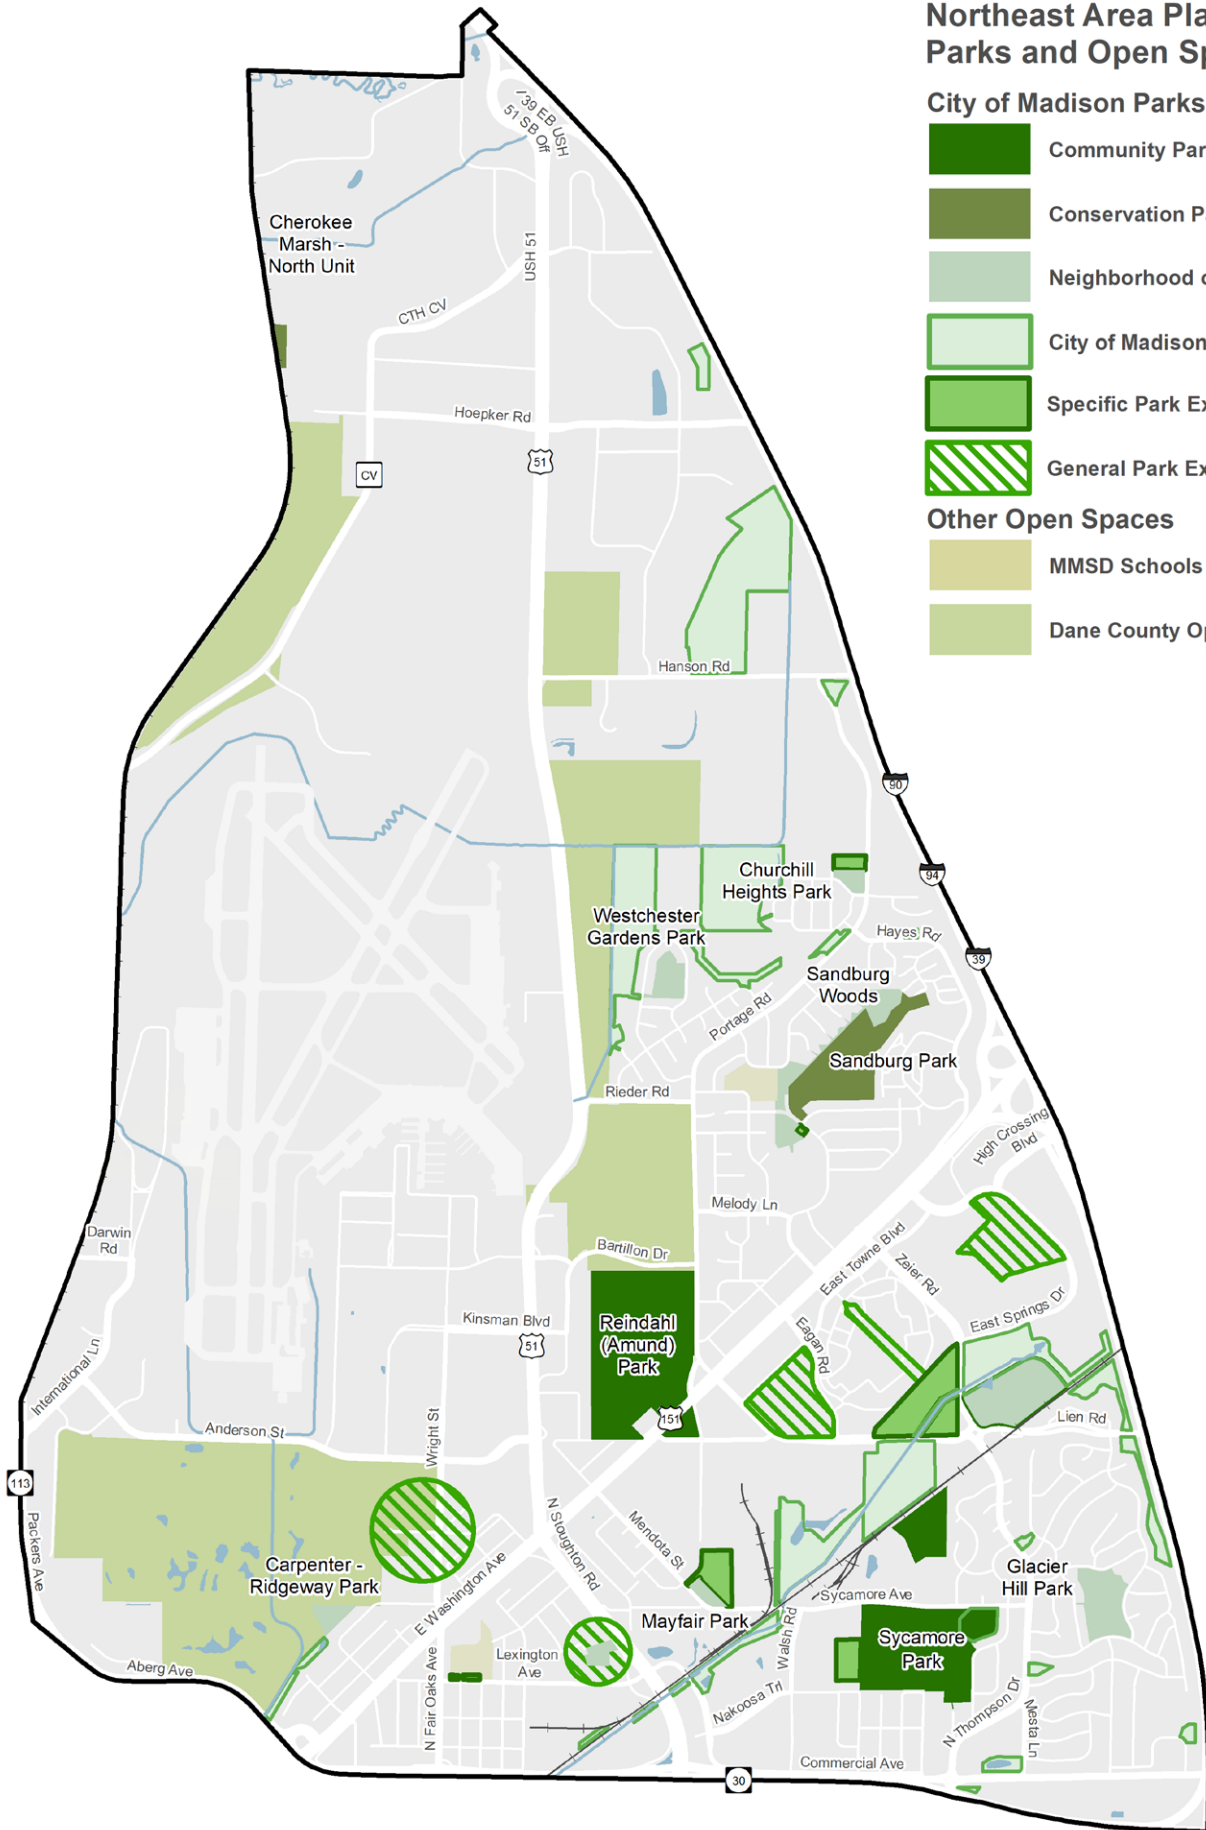 Northeast Area Pla
Parks and Open Sp
City of Madison Parks
Community Par
Conservation Pa
Neighborhood o
City of Madison
Specific Park Ex
General Park Ex
Other Open Spaces
MMSD Schools
Dane County Op
/ 39 EB USH
51 SB Off
Cherokee
Marsh -
North Unit
USH 51
CTH CV
Hoepker Rd
CV
51
Hanson Rd
90
Churchill
Heights Park
94
Westchester
Gardens Park
Hayes Rd
39
Sandburg
Woods
Portage Rd
Sandburg Park
Rieder Rd
High Crossing
Blvd
Melody Ln
Darwin
Rd
Bartillon Dr
East Towne Blvd
Zeier Rd
Kinsman Blvd
51
Reindahl
(Amund)
Park
Eagan Rd
East Springs Dr
International Ln
151
Lien Rd
Anderson St
Wright St
113
Packers Ave
N Stoughton Rd
Mendota St
Carpenter -
Ridgeway Park
E Washington Ave
Glacier
Hill Park
Sycamore Ave
Mayfair Park
Walsh Rd
Sycamore
Park
Lexington
Ave
Aberg Ave
N Fair Oaks Ave
Nakoosa Trl
N Thompson Dr
Mesta Ln
Commercial Ave
30